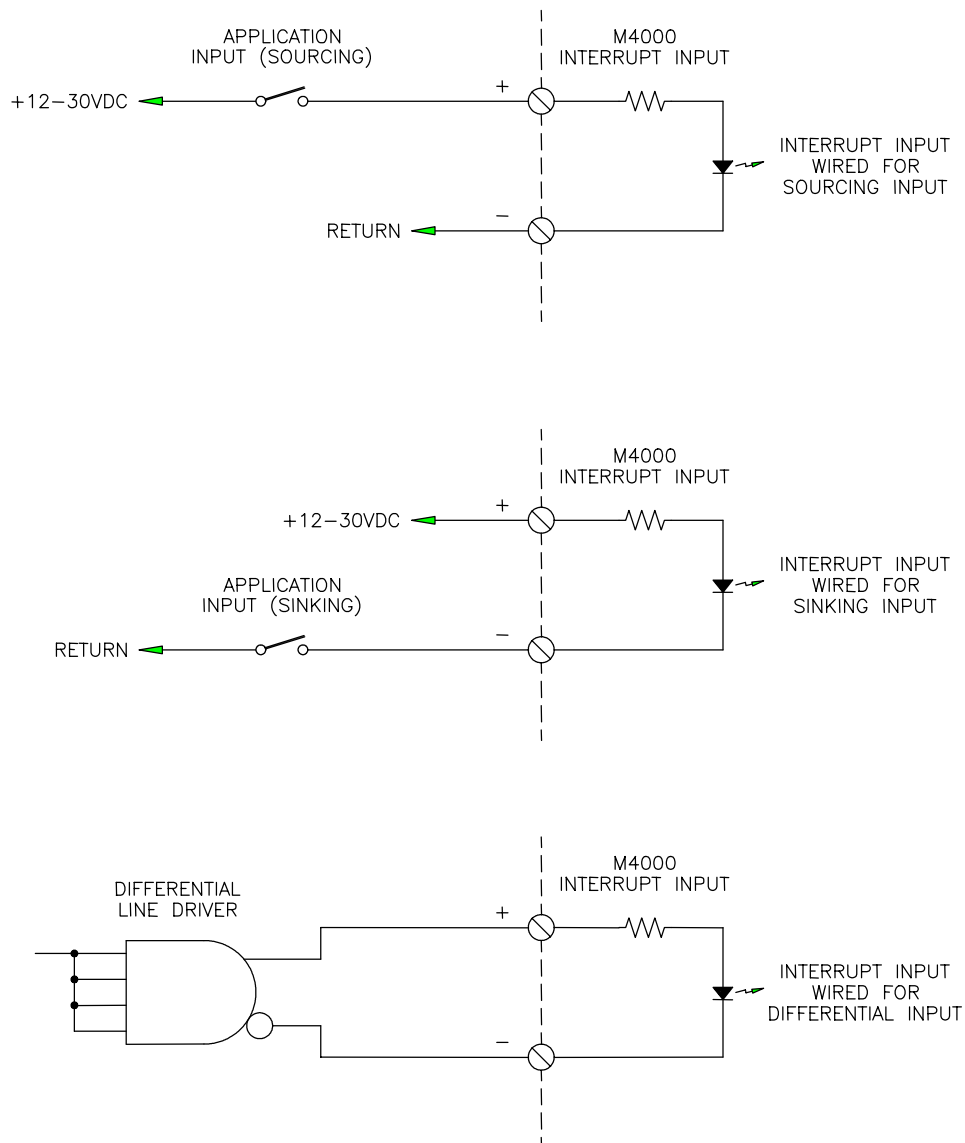 APPLICATION
INPUT (SOURCING)
M4000
INTERRUPT INPUT
+12-30VDC
+
INTERRUPT INPUT
WIRED FOR
SOURCING INPUT
RETURN
-
M4000
INTERRUPT INPUT
+12-30VDC
+
APPLICATION
INPUT (SINKING)
INTERRUPT INPUT
WIRED FOR
SINKING INPUT
RETURN
-
M4000
INTERRUPT INPUT
DIFFERENTIAL
LINE DRIVER
+
INTERRUPT INPUT
WIRED FOR
DIFFERENTIAL INPUT
-